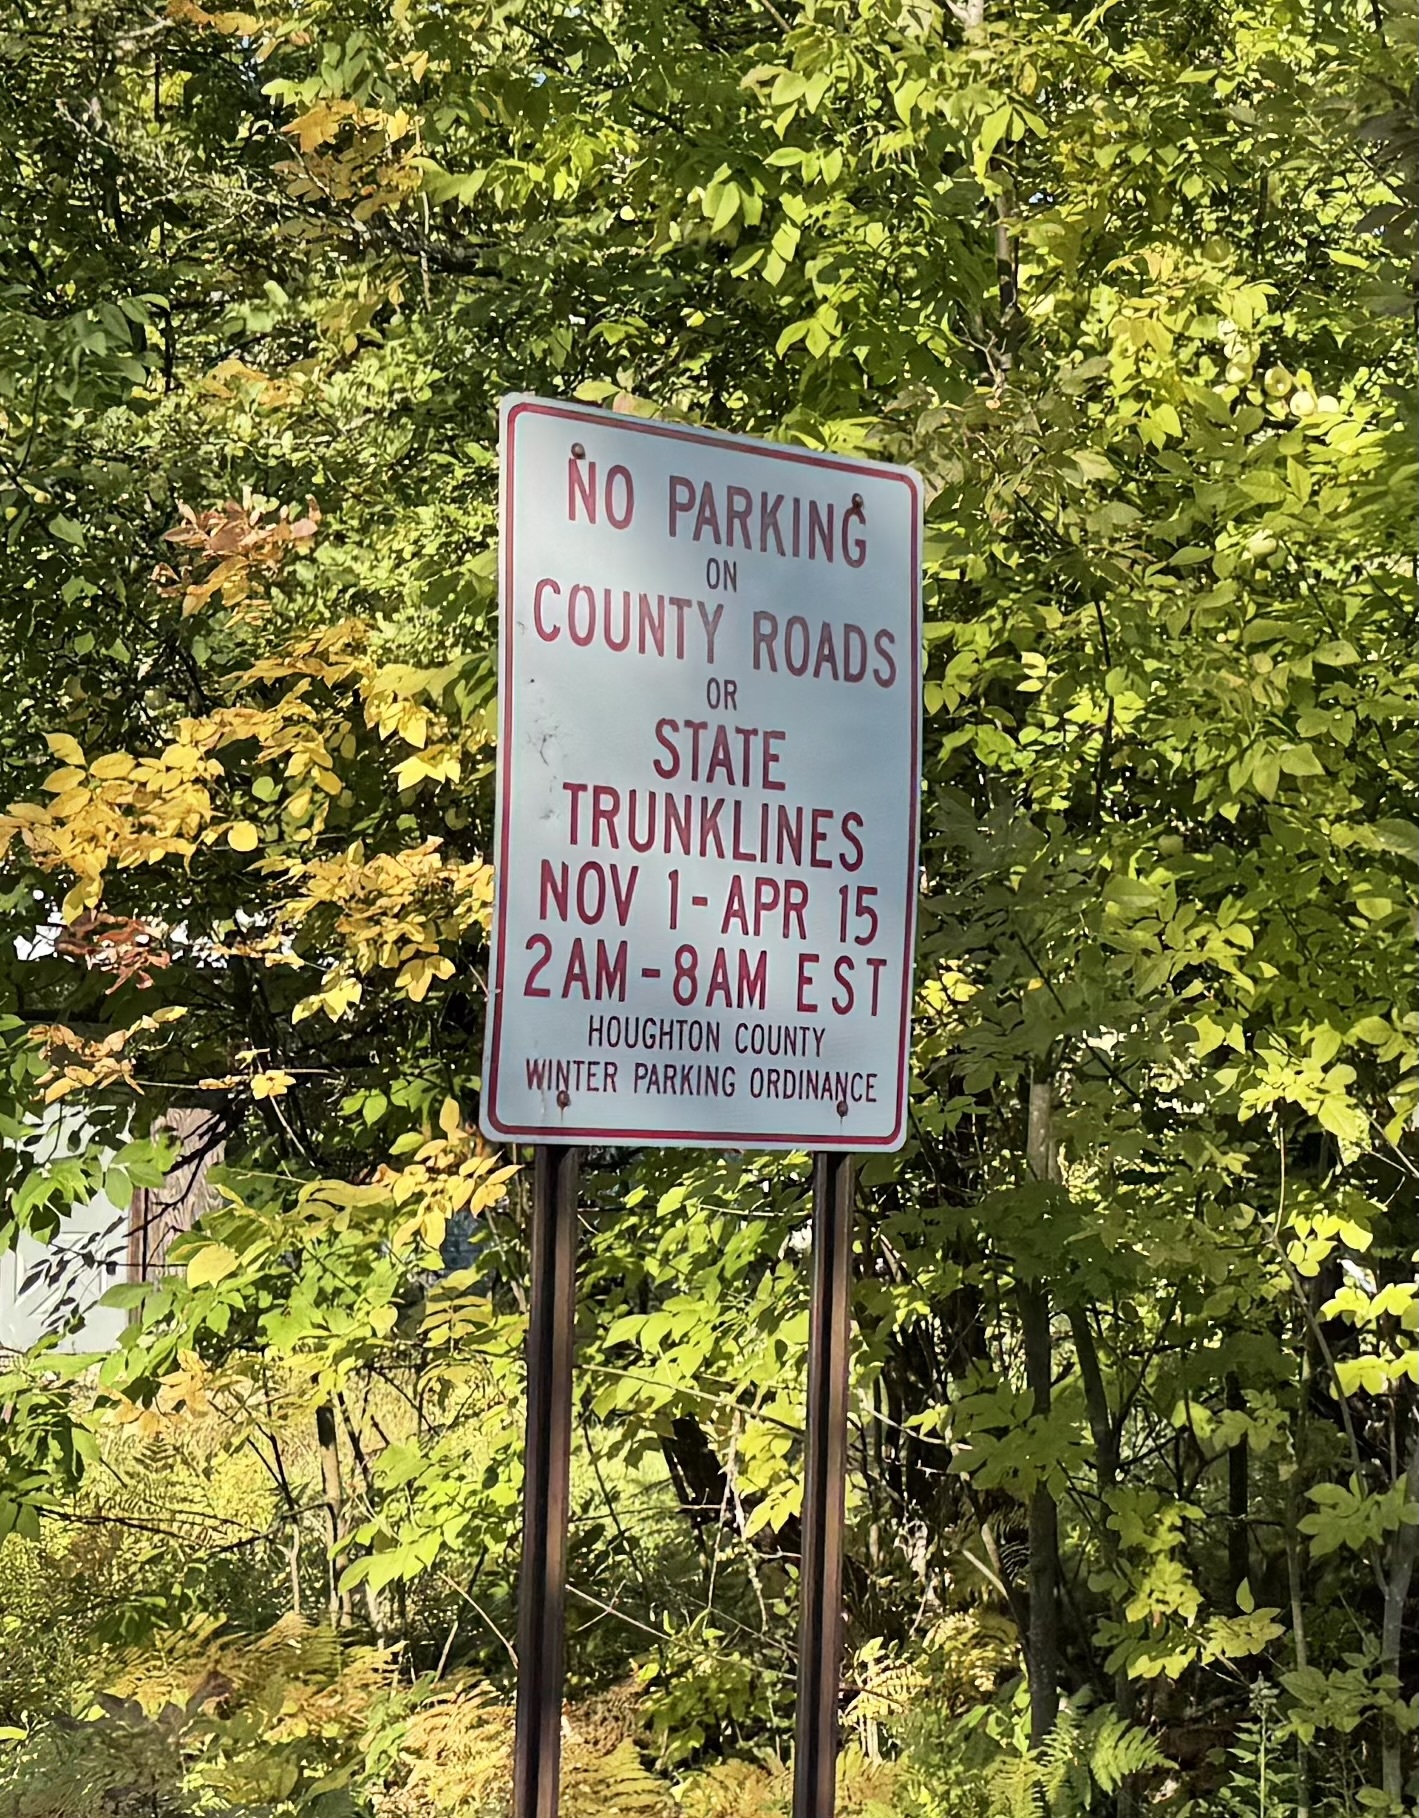 NO PARKING
ON
COUNTY ROADS
OR
STATE
TRUNKLINES
NOV 1-APR 15
2AM-8AM EST
HOUGHTON COUNTY
WINTER PARKING ORDINANCE